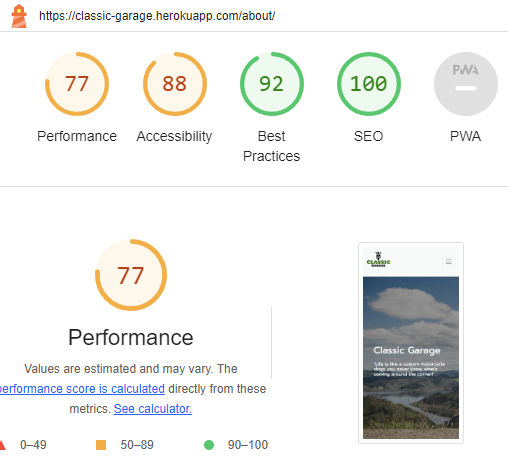 https://classic-garage.herokuapp.com/about/
77
88
92
100
PWA
Performance
Accessibility
Best
Practices
SEO
PWA
77
Performance
Values are estimated and may vary. The
performance score is calculated directly from these
metrics. See calculator.
0–49
50–89
90–100
CLASSIC
GARAGE
Classic Garage
"Life is like a custom motorcycle
shop, you never know what's
coming around the corner!"